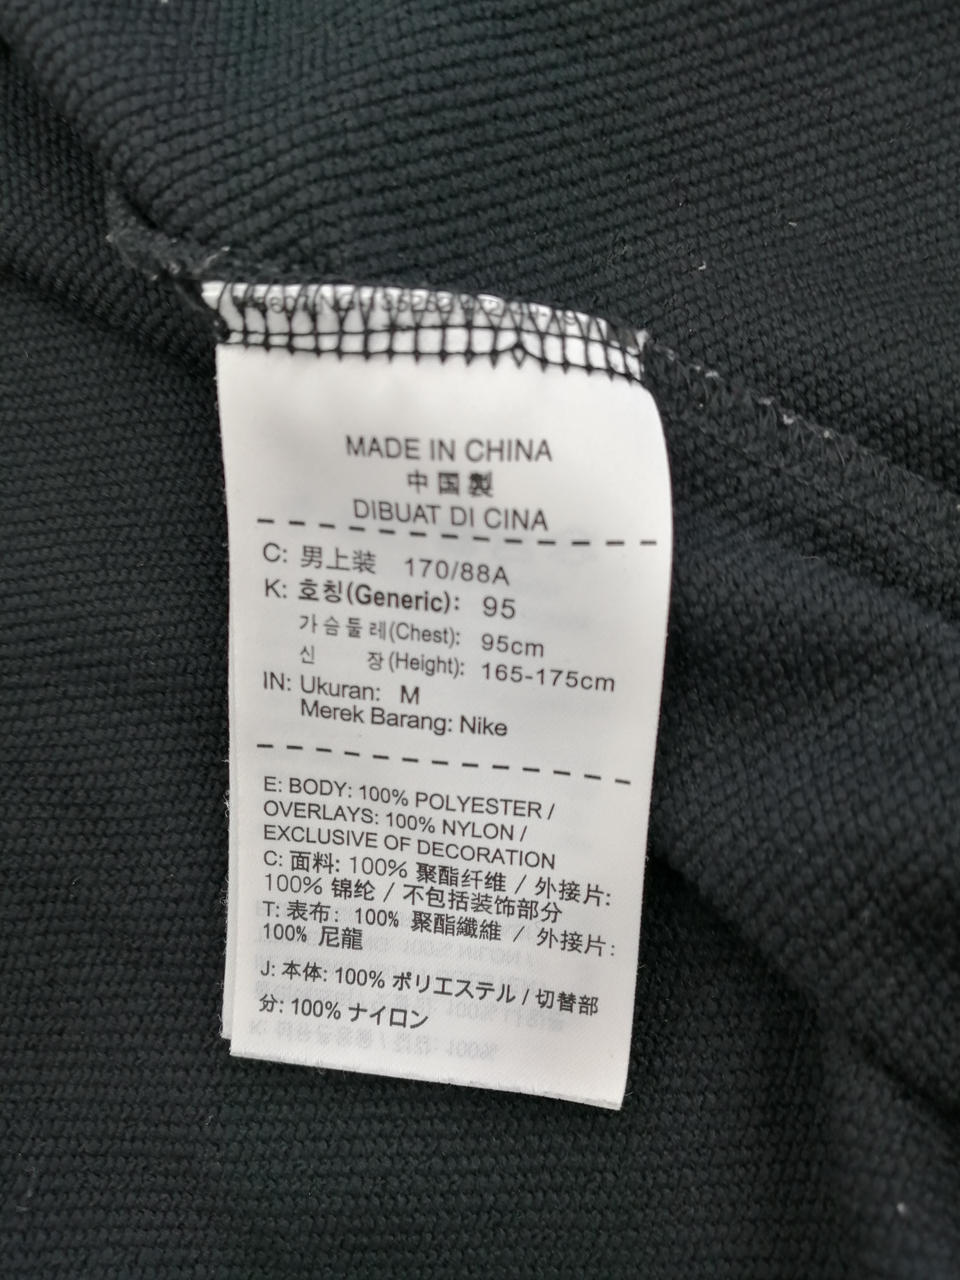 MADE IN CHINA
中国製
DIBUAT DI CINA
C: 男上装 170/88A
K: 호칭(Generic): 95
가슴둘레(Chest): 95cm
신 장(Height): 165-175cm
IN: Ukuran: M
Merek Barang: Nike
E: BODY: 100% POLYESTER /
OVERLAYS: 100% NYLON /
EXCLUSIVE OF DECORATION
C: 面料: 100% 聚酯纤维 / 外接片:
100% 锦纶 / 不包括装饰部分
T: 表布: 100% 聚酯纖維 / 外接片:
100% 尼龍
J: 本体: 100% ポリエステル / 切替部
分: 100% ナイロン